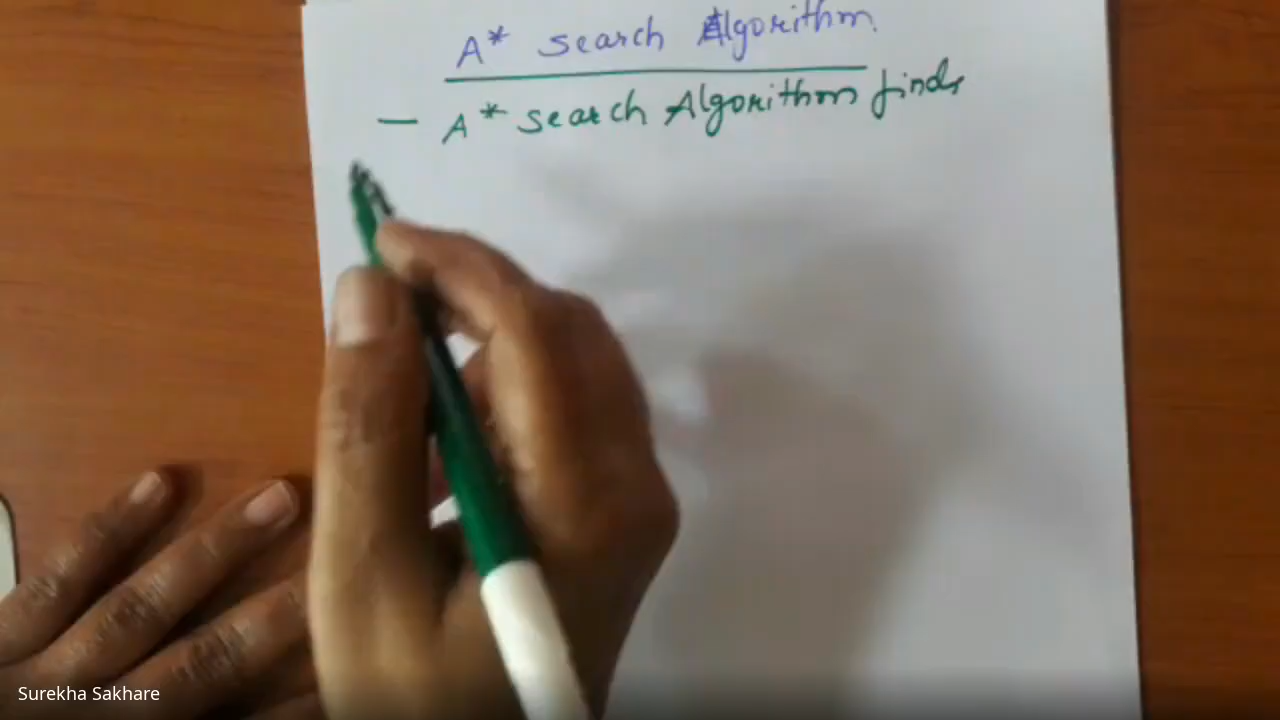 A* search Algorithm.
— A* search Algorithm finds
Surekha Sakhare